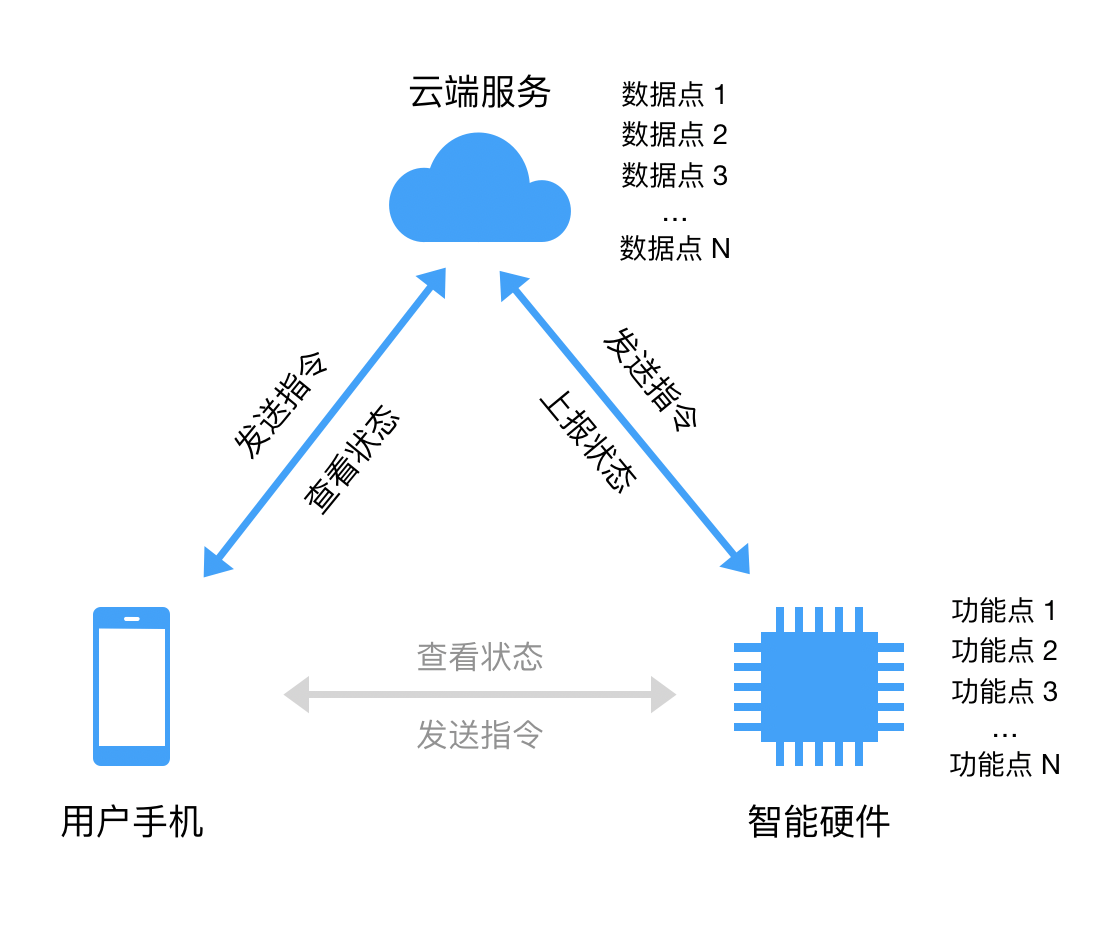 云端服务
数据点 1
数据点 2
数据点 3
...
数据点 N
发送指令
查看状态
发送指令
上报状态
查看状态
发送指令
功能点 1
功能点 2
功能点 3
...
功能点 N
用户手机
智能硬件